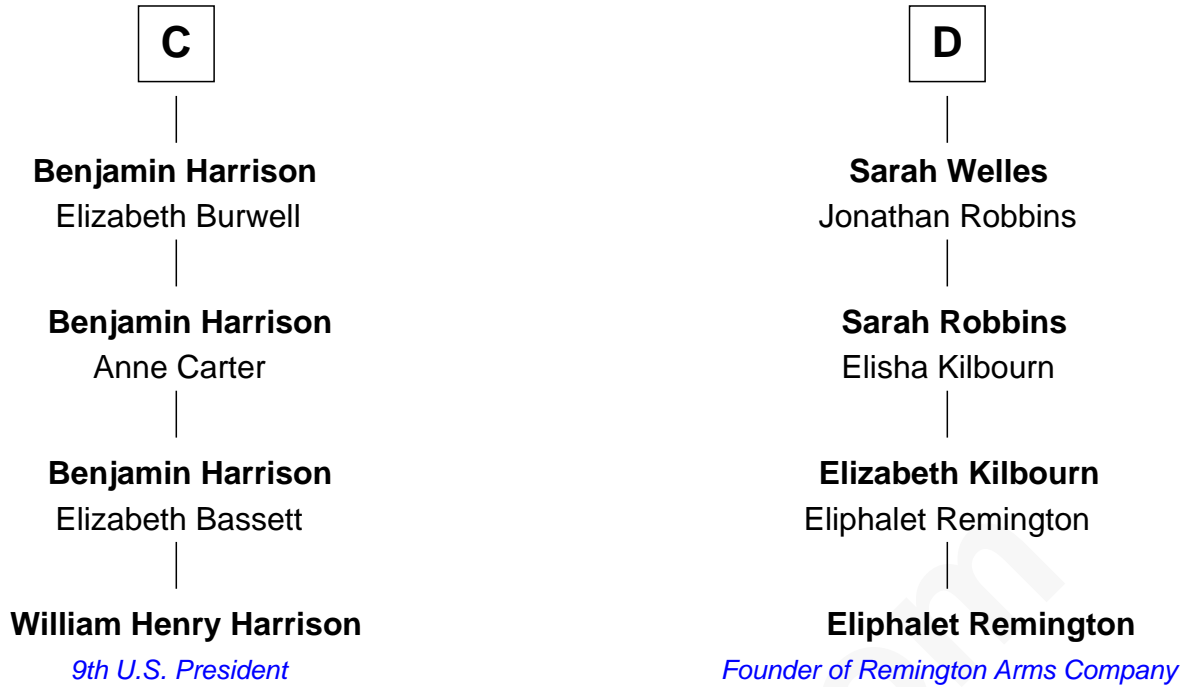 C
Benjamin Harrison
Elizabeth Burwell
Benjamin Harrison
Anne Carter
Benjamin Harrison
Elizabeth Bassett
William Henry Harrison
9th U.S. President
D
Sarah Welles
Jonathan Robbins
Sarah Robbins
Elisha Kilbourn
Elizabeth Kilbourn
Eliphalet Remington
Eliphalet Remington
Founder of Remington Arms Company